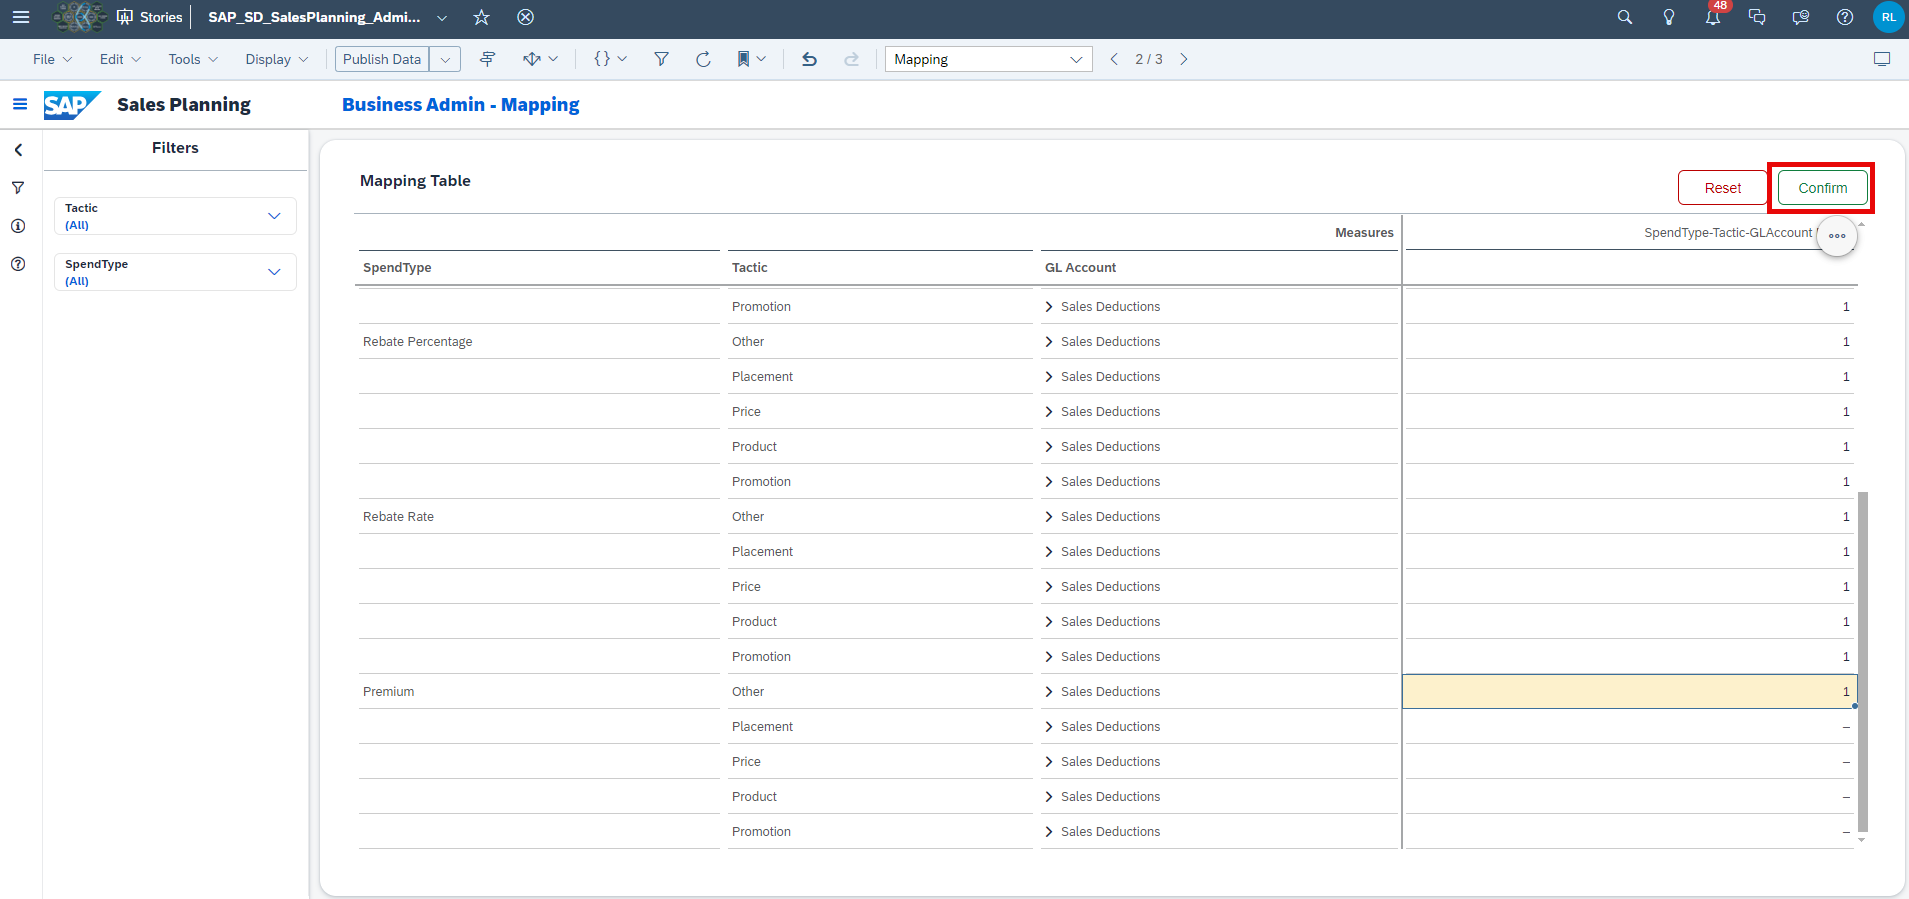 Stories SAP_SD_SalesPlanning_Admi... 48 RL
File Edit Tools Display Publish Data {} Mapping 2 / 3
SAP Sales Planning Business Admin - Mapping
Filters
Tactic
(All)
SpendType
(All)
Mapping Table
Reset Confirm
Measures SpendType-Tactic-GLAccount
SpendType Tactic GL Account
Promotion Sales Deductions 1
Rebate Percentage Other Sales Deductions 1
Placement Sales Deductions 1
Price Sales Deductions 1
Product Sales Deductions 1
Promotion Sales Deductions 1
Rebate Rate Other Sales Deductions 1
Placement Sales Deductions 1
Price Sales Deductions 1
Product Sales Deductions 1
Promotion Sales Deductions 1
Premium Other Sales Deductions 1
Placement Sales Deductions –
Price Sales Deductions –
Product Sales Deductions –
Promotion Sales Deductions –